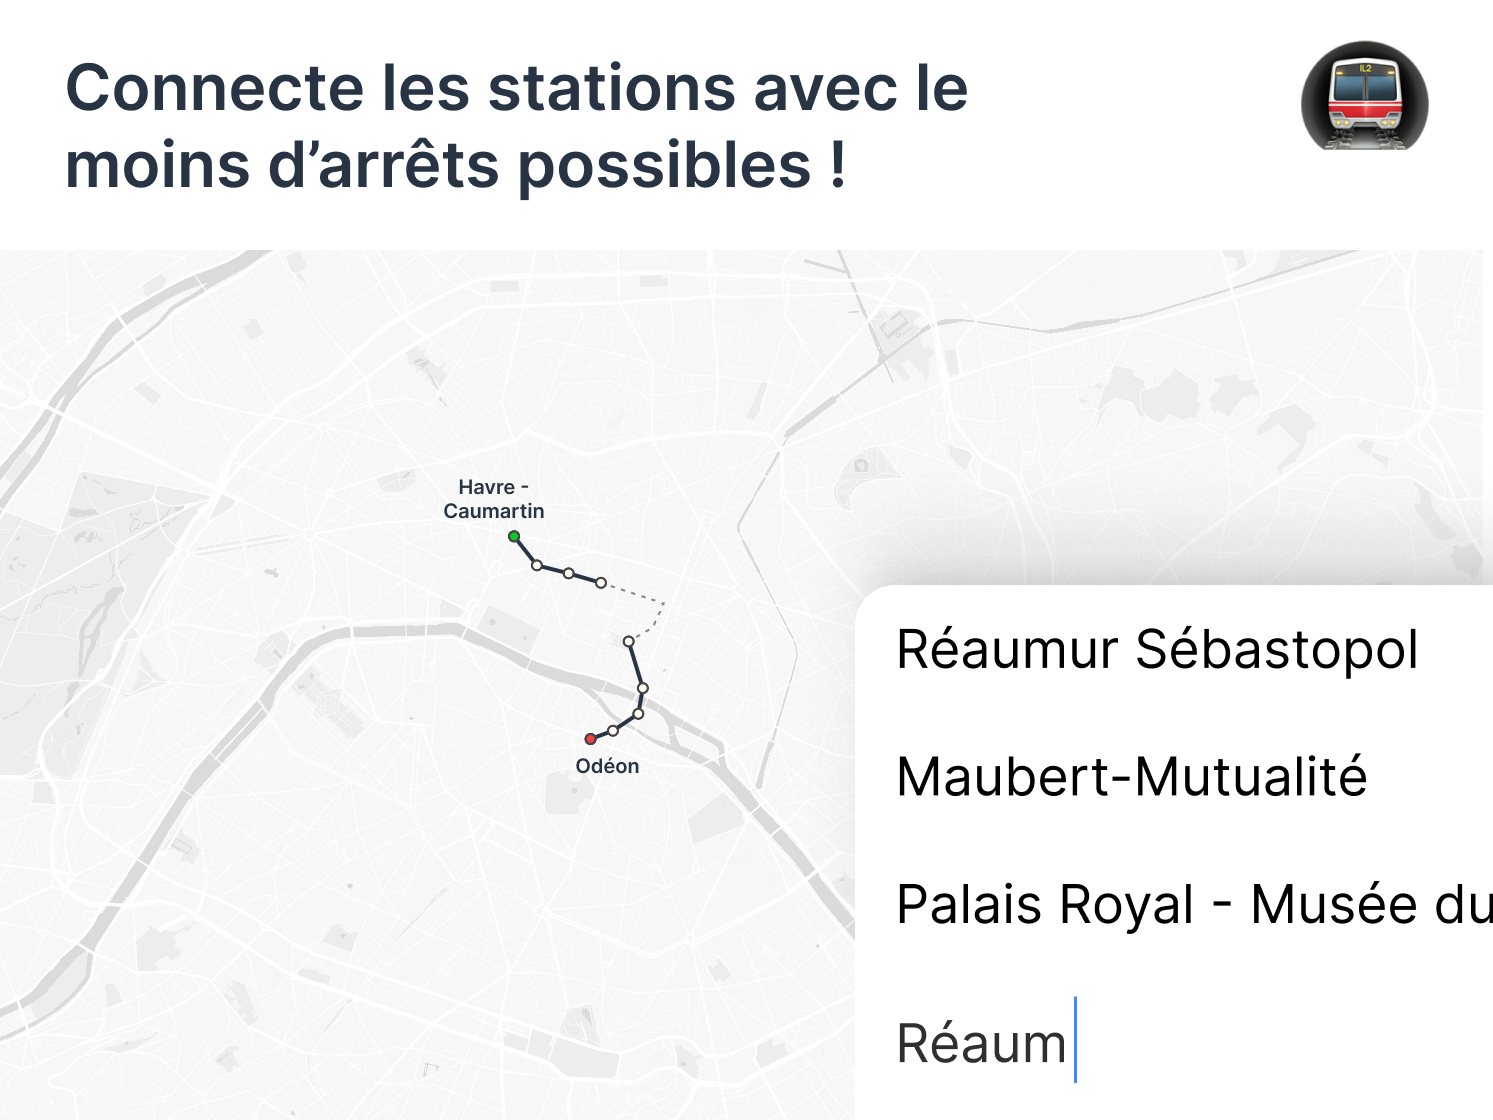 Connecte les stations avec le
moins d’arrêts possibles !
IL2
Havre -
Caumartin
Odéon
Réaumur Sébastopol
Maubert-Mutualité
Palais Royal - Musée du
Réaum